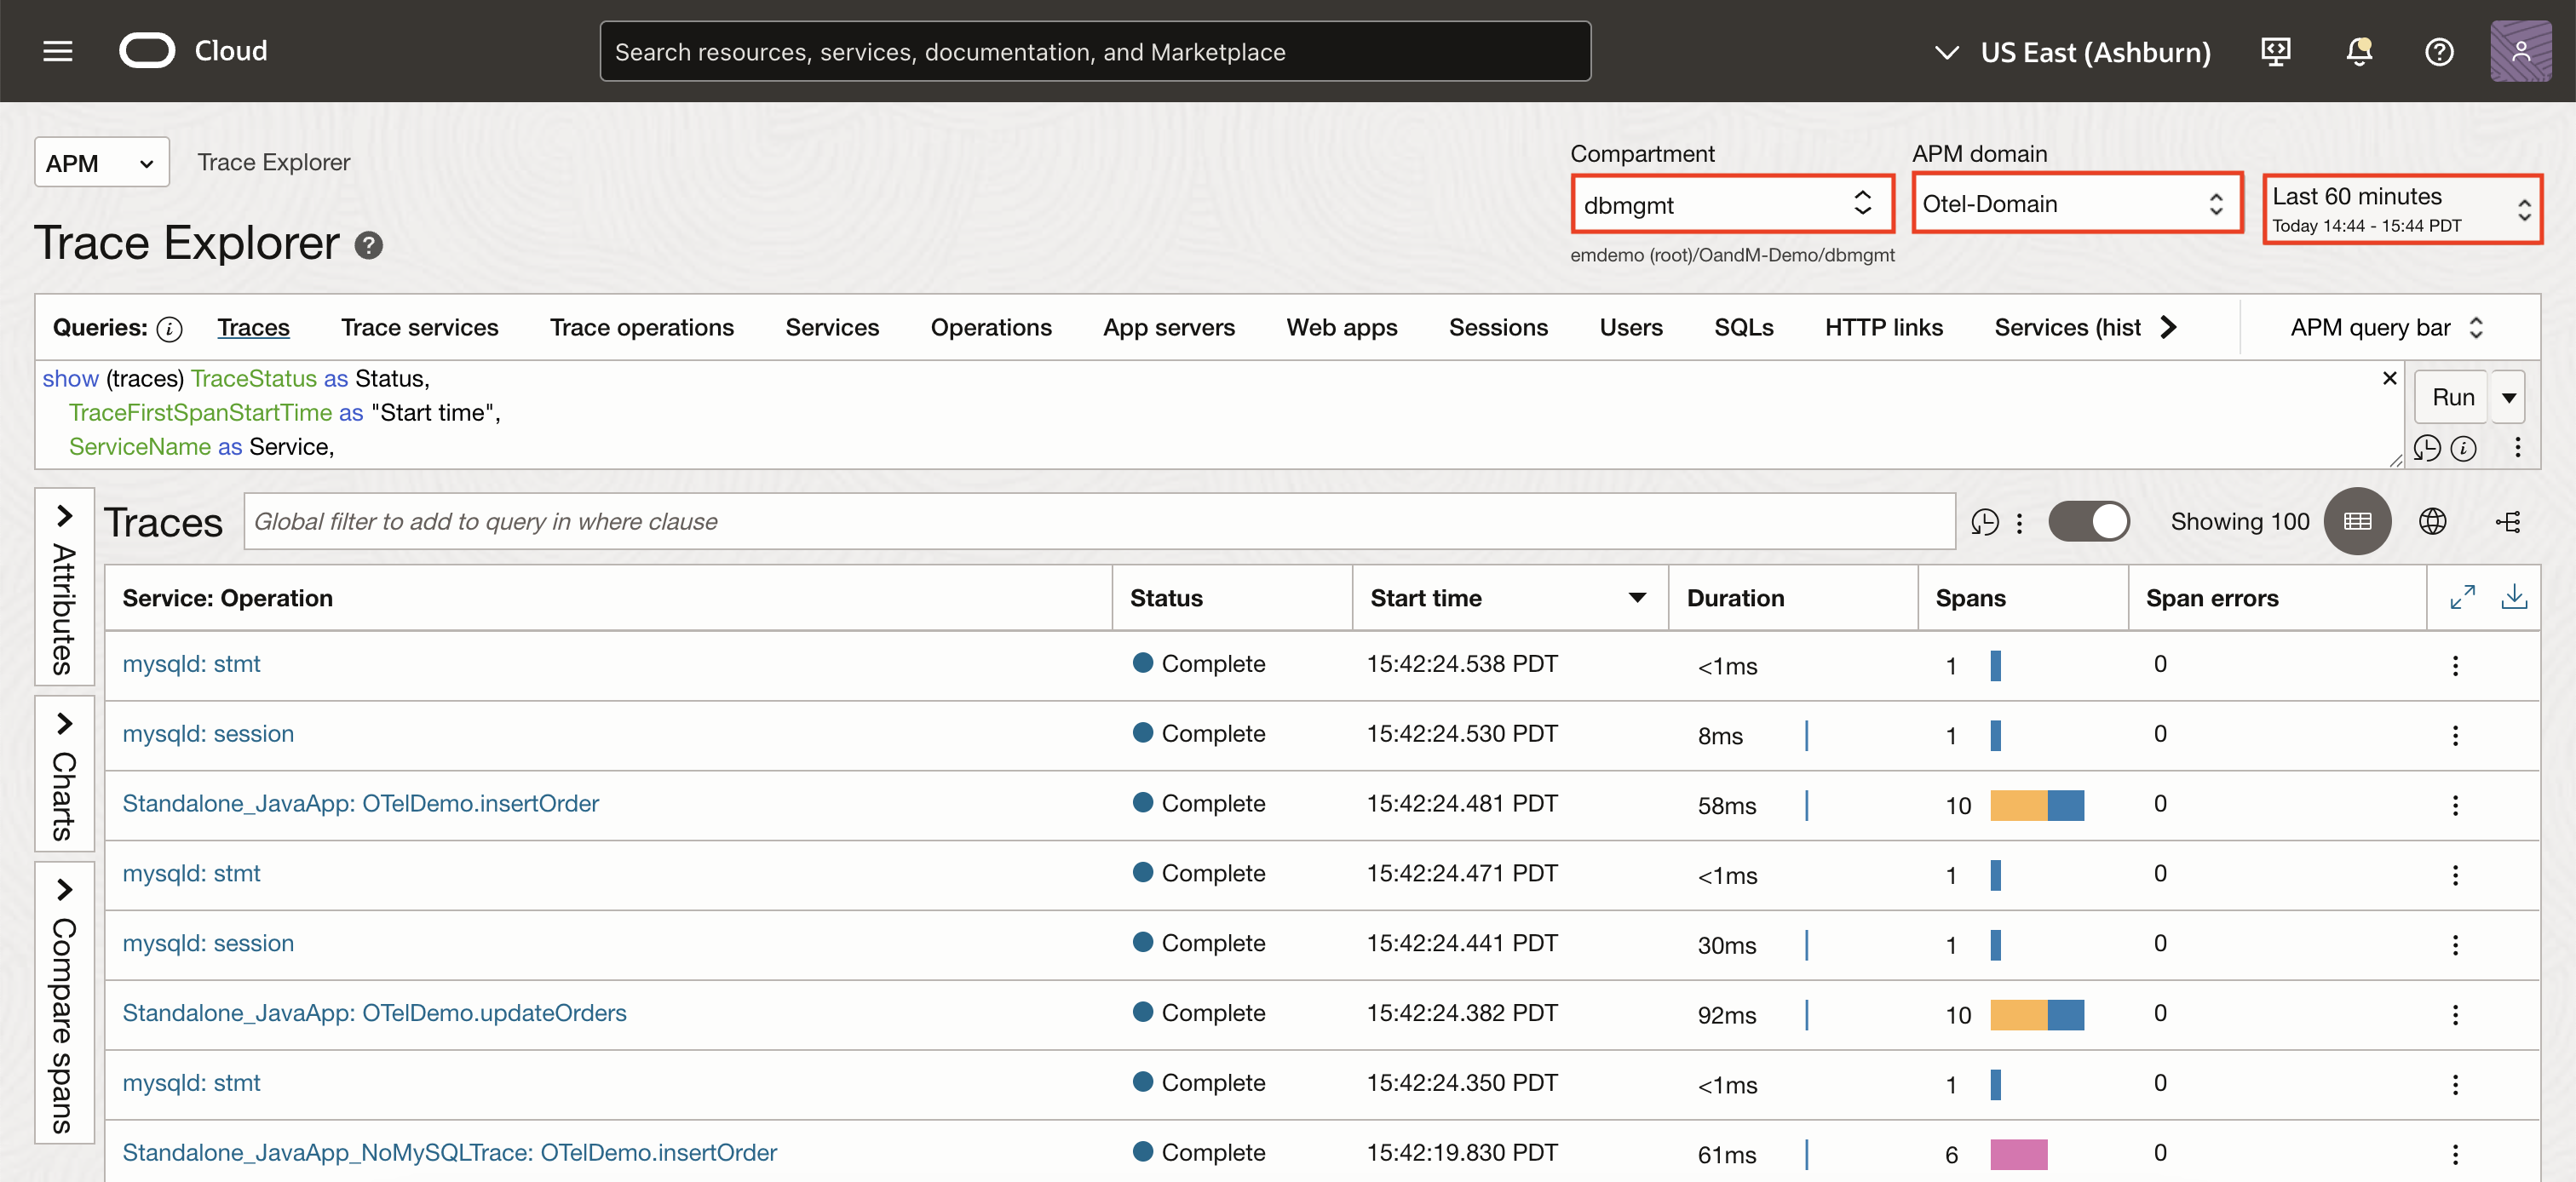 Cloud
Search resources, services, documentation, and Marketplace
US East (Ashburn)
APM
Trace Explorer
Compartment
APM domain
dbmgmt
Otel-Domain
Last 60 minutes
Today 14:44 - 15:44 PDT
emdemo (root)/OandM-Demo/dbmgmt
Trace Explorer ?
Queries: i Traces Trace services Trace operations Services Operations App servers Web apps Sessions Users SQLs HTTP links Services (hist APM query bar
show (traces) TraceStatus as Status,
TraceFirstSpanStartTime as "Start time",
ServiceName as Service,
Run
Attributes
Charts
Compare spans
Traces Global filter to add to query in where clause Showing 100
Service: Operation Status Start time Duration Spans Span errors
mysqld: stmt Complete 15:42:24.538 PDT <1ms 1 0
mysqld: session Complete 15:42:24.530 PDT 8ms 1 0
Standalone_JavaApp: OTelDemo.insertOrder Complete 15:42:24.481 PDT 58ms 10 0
mysqld: stmt Complete 15:42:24.471 PDT <1ms 1 0
mysqld: session Complete 15:42:24.441 PDT 30ms 1 0
Standalone_JavaApp: OTelDemo.updateOrders Complete 15:42:24.382 PDT 92ms 10 0
mysqld: stmt Complete 15:42:24.350 PDT <1ms 1 0
Standalone_JavaApp_NoMySQLTrace: OTelDemo.insertOrder Complete 15:42:19.830 PDT 61ms 6 0